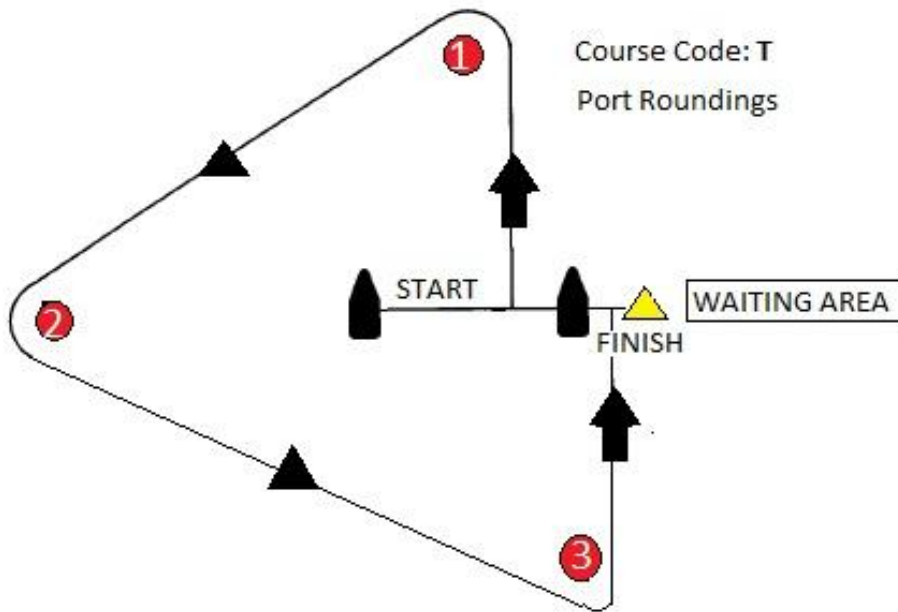 1
Course Code: T
Port Roundings
START
2
WAITING AREA
FINISH
3